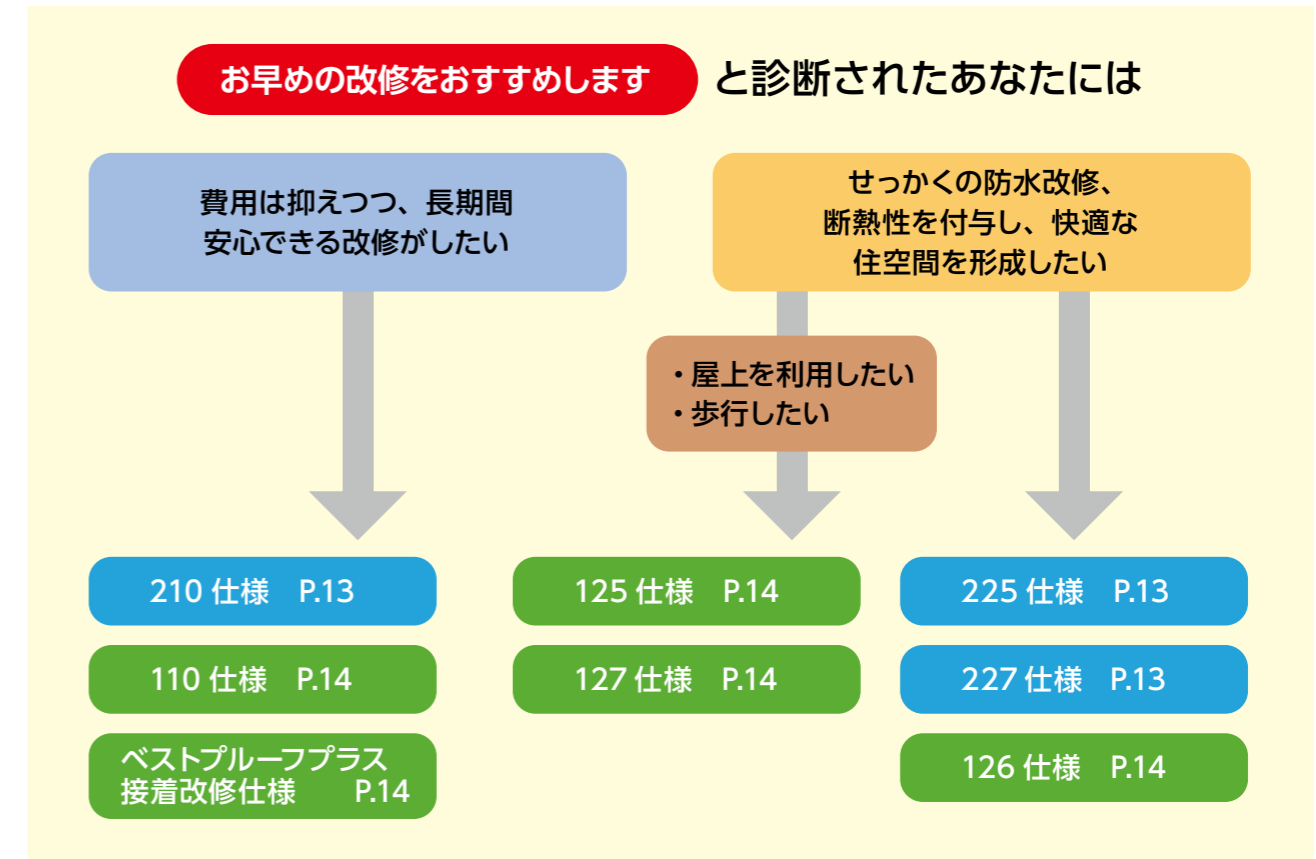 お早めの改修をおすすめします と診断されたあなたには
費用は抑えつつ、長期間
安心できる改修がしたい
せっかくの防水改修、
断熱性を付与し、快適な
住空間を形成したい
・屋上を利用したい
・歩行したい
210 仕様　P.13
110 仕様　P.14
ベストプルーフプラス
接着改修仕様　P.14
125 仕様　P.14
127 仕様　P.14
225 仕様　P.13
227 仕様　P.13
126 仕様　P.14